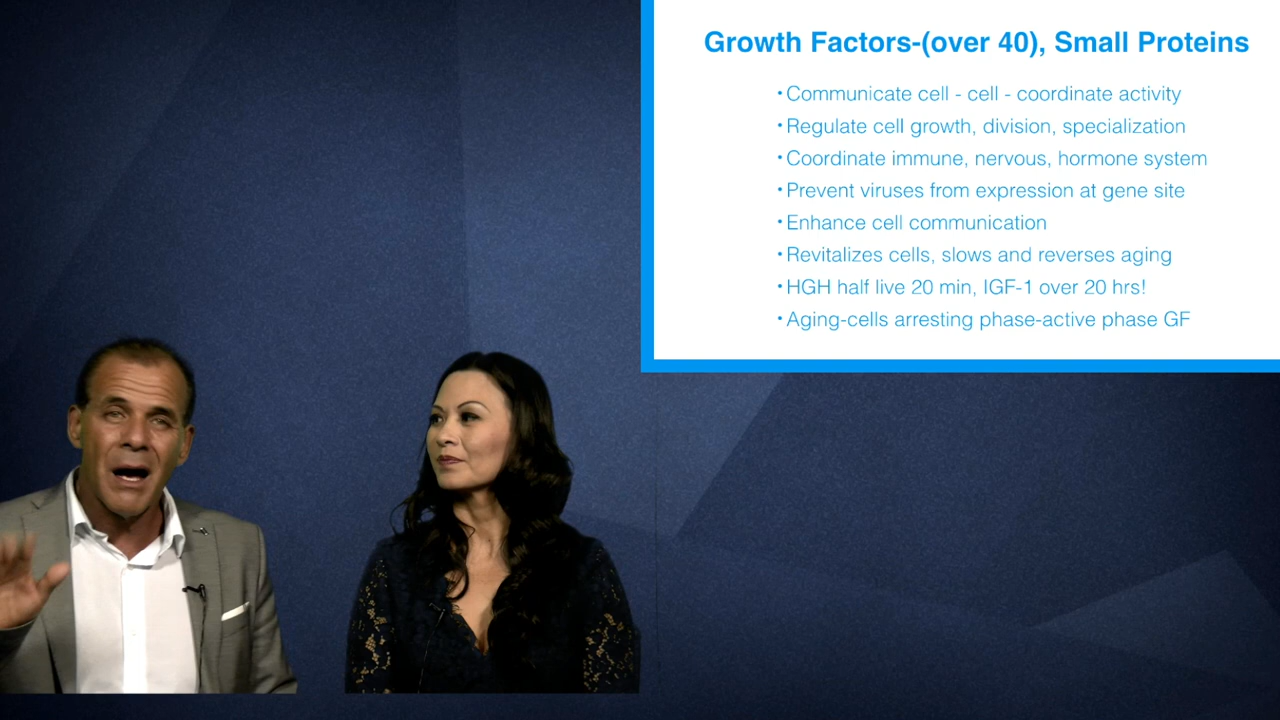 Growth Factors-(over 40), Small Proteins
•Communicate cell - cell - coordinate activity
•Regulate cell growth, division, specialization
•Coordinate immune, nervous, hormone system
•Prevent viruses from expression at gene site
•Enhance cell communication
•Revitalizes cells, slows and reverses aging
•HGH half live 20 min, IGF-1 over 20 hrs!
•Aging-cells arresting phase-active phase GF